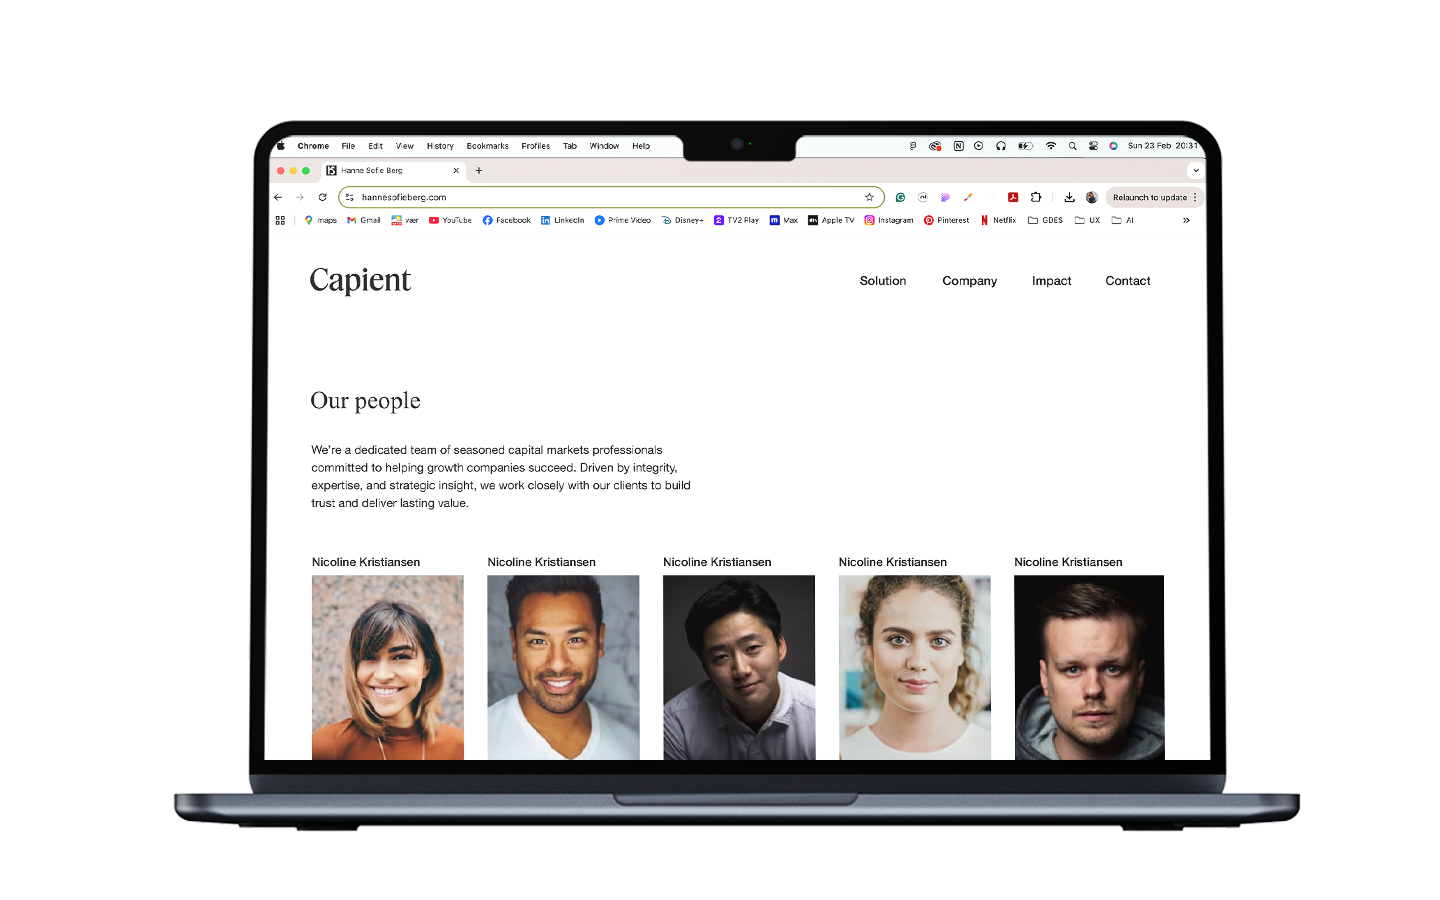 Chrome File Edit View History Bookmarks Profiles Tab Window Help Sun 23 Feb 20:31
Hanne Sofie Berg
hannesofieberg.com Relaunch to update
maps Gmail vær YouTube Facebook LinkedIn Prime Video Disney+ TV2 Play Max Apple TV Instagram Pinterest Netflix GDES UX AI
Capient
Solution Company Impact Contact
Our people
We're a dedicated team of seasoned capital markets professionals
committed to helping growth companies succeed. Driven by integrity,
expertise, and strategic insight, we work closely with our clients to build
trust and deliver lasting value.
Nicoline Kristiansen Nicoline Kristiansen Nicoline Kristiansen Nicoline Kristiansen Nicoline Kristiansen